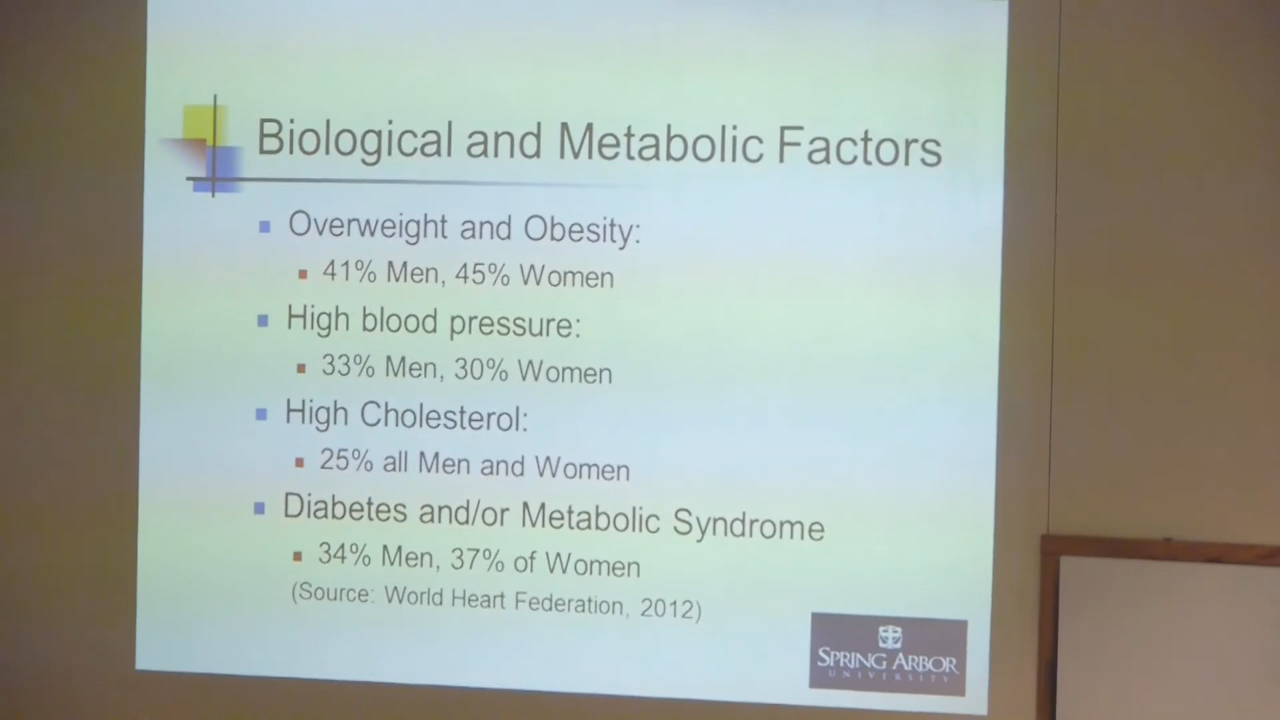 Biological and Metabolic Factors
Overweight and Obesity:
41% Men, 45% Women
High blood pressure:
33% Men, 30% Women
High Cholesterol:
25% all Men and Women
Diabetes and/or Metabolic Syndrome
34% Men, 37% of Women
(Source: World Heart Federation, 2012)
SPRING ARBOR
UNIVERSITY